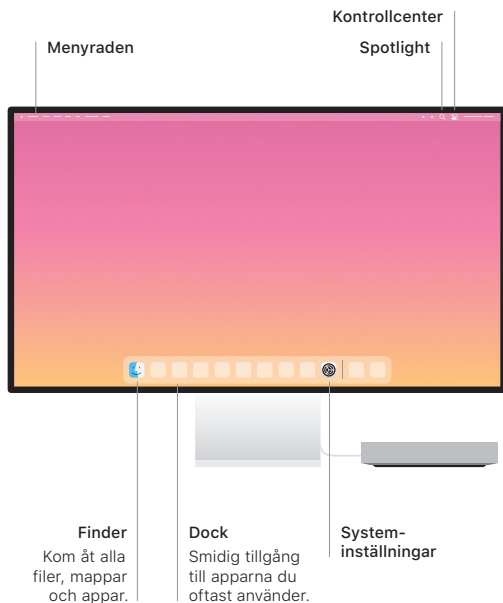 Kontrollcenter
Menyraden
Spotlight
Finder
Kom åt alla
filer, mappar
och appar.
Dock
Smidig tillgång
till apparna du
oftast använder.
System-
inställningar